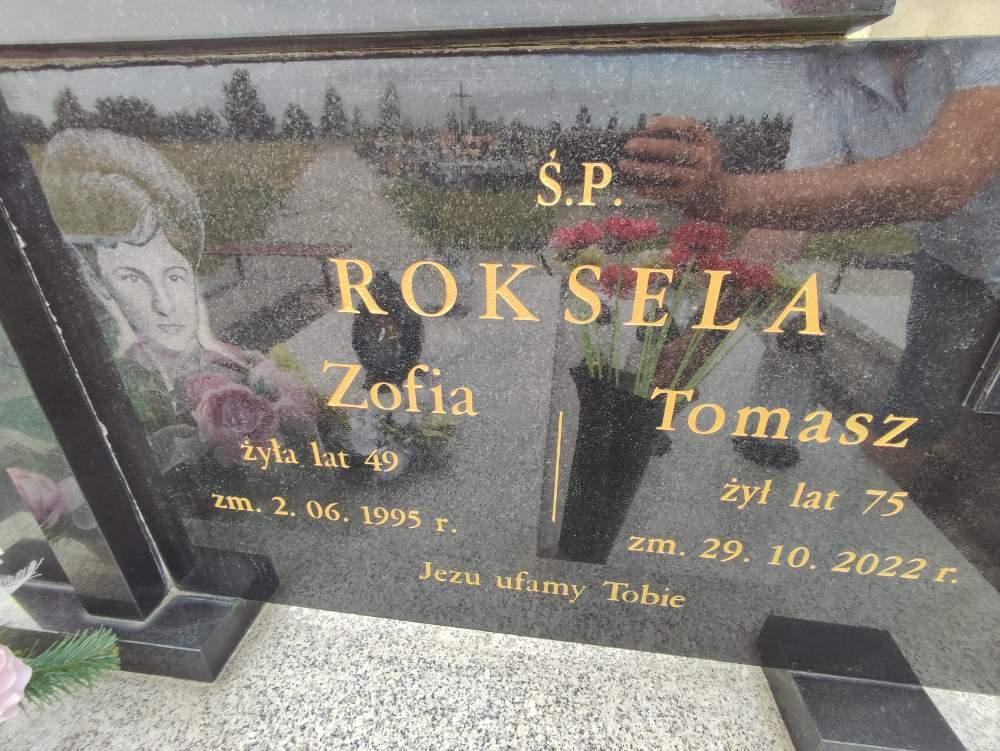 Ś.P.
ROKSELA
Zofia
żyła lat 49
zm. 2. 06. 1995 r.
Tomasz
żył lat 75
zm. 29. 10. 2022 r.
Jezu ufamy Tobie